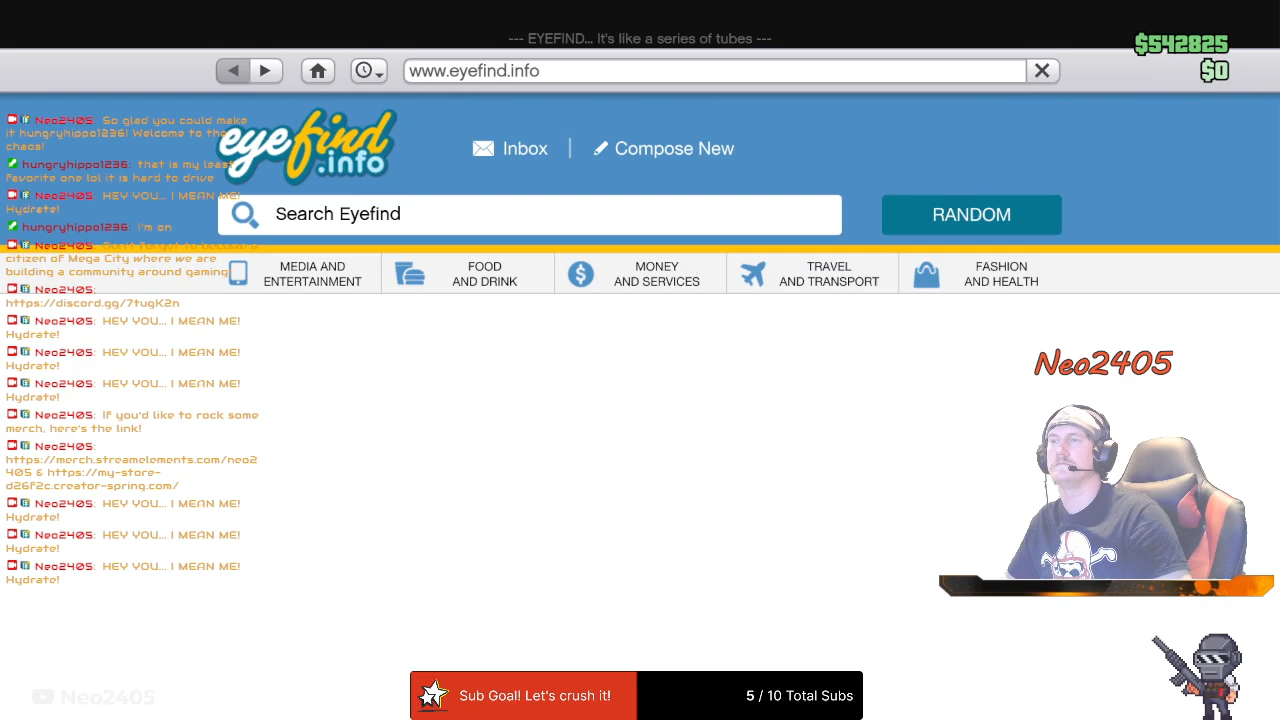 --- EYEFIND... It's like a series of tubes ---
$542825
$0
www.eyefind.info
eyefind
.info
Inbox
Compose New
Search Eyefind
RANDOM
MEDIA AND
ENTERTAINMENT
FOOD
AND DRINK
MONEY
AND SERVICES
TRAVEL
AND TRANSPORT
FASHION
AND HEALTH
Neo2405: So glad you could make
it hungryhippo1236! Welcome to the
chaos!
hungryhippo1236: that is my least
favorite one lol it is hard to drive
Neo2405: HEY YOU... I MEAN ME!
Hydrate!
hungryhippo1236: I'm on
Neo2405: Don't forget to become a
citizen of Mega City where we are
building a community around gaming!
Neo2405:
https://discord.gg/7tugK2n
Neo2405: HEY YOU... I MEAN ME!
Hydrate!
Neo2405: HEY YOU... I MEAN ME!
Hydrate!
Neo2405: HEY YOU... I MEAN ME!
Hydrate!
Neo2405: If you'd like to rock some
merch, here's the link!
Neo2405:
https://merch.streamelements.com/neo2
405 & https://my-store-
d26f2c.creator-spring.com/
Neo2405: HEY YOU... I MEAN ME!
Hydrate!
Neo2405: HEY YOU... I MEAN ME!
Hydrate!
Neo2405: HEY YOU... I MEAN ME!
Hydrate!
Neo2405
Neo2405
Sub Goal! Let's crush it!
5 / 10 Total Subs